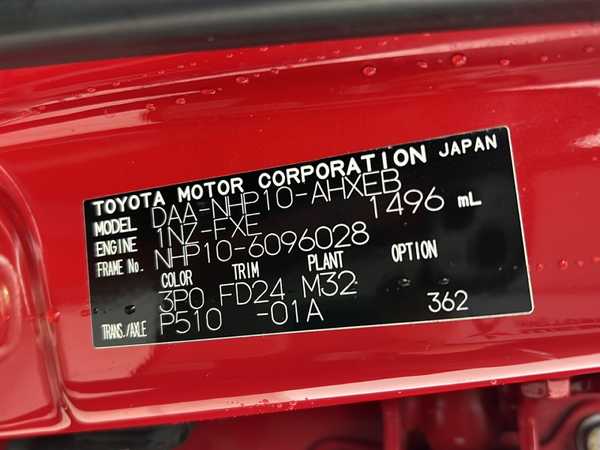 TOYOTA MOTOR CORPORATION JAPAN
MODEL DAA-NHP10-AHXEB
ENGINE 1NZ-FXE 1496 mL
FRAME No. NHP10-6096028
COLOR TRIM PLANT OPTION
3P0 FD24 M32
TRANS./AXLE P510 -01A 362